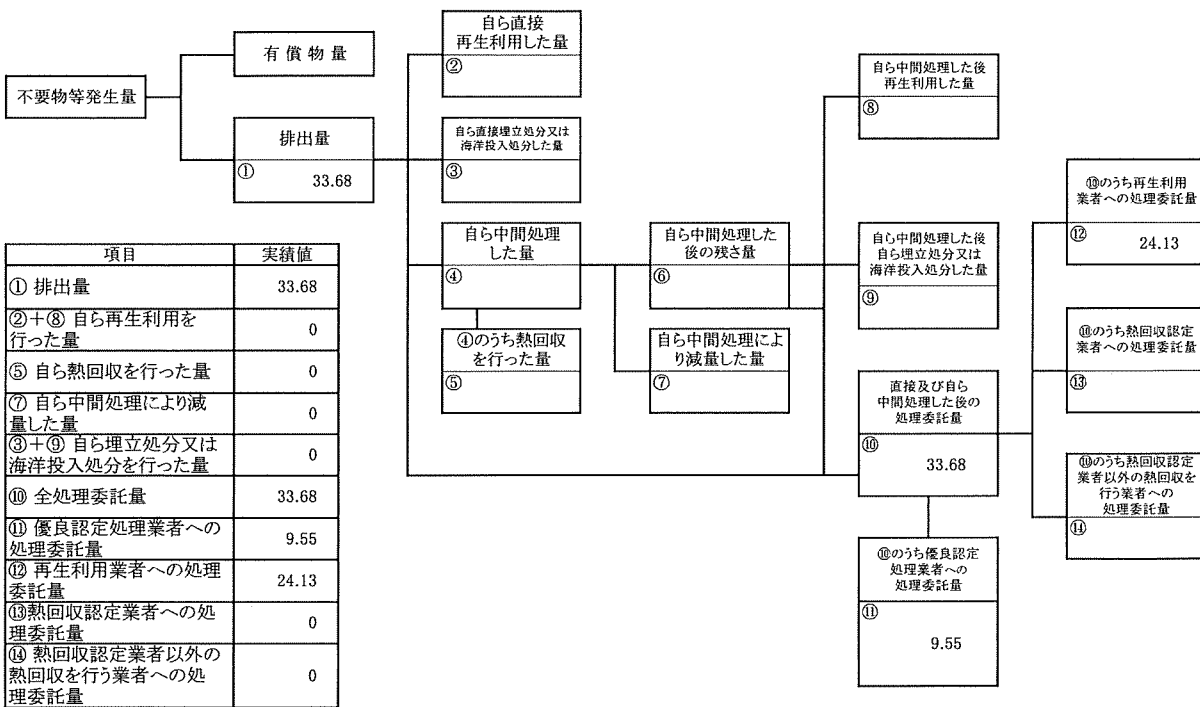 不要物等発生量
有償物量
排出量
① 33.68
自ら直接
再生利用した量
②
自ら直接埋立処分又は
海洋投入処分した量
③
自ら中間処理
した量
④
④のうち熱回収
を行った量
⑤
自ら中間処理した
後の残さ量
⑥
自ら中間処理によ
り減量した量
⑦
自ら中間処理した後
再生利用した量
⑧
自ら中間処理した後
自ら埋立処分又は
海洋投入処分した量
⑨
直接及び自ら
中間処理した後の
処理委託量
⑩
33.68
⑩のうち優良認定
処理業者への
処理委託量
⑪
9.55
⑩のうち再生利用
業者への処理委託量
⑫ 24.13
⑩のうち熱回収認定
業者への処理委託量
⑬
⑩のうち熱回収認定
業者以外の熱回収を
行う業者への
処理委託量
⑭
項目 実績値
① 排出量 33.68
②+⑧ 自ら再生利用を
行った量 0
⑤ 自ら熱回収を行った量 0
⑦ 自ら中間処理により減
量した量 0
③+⑨ 自ら埋立処分又は
海洋投入処分を行った量 0
⑩ 全処理委託量 33.68
⑪ 優良認定処理業者への
処理委託量 9.55
⑫ 再生利用業者への処理
委託量 24.13
⑬熱回収認定業者への処
理委託量 0
⑭ 熱回収認定業者以外の
熱回収を行う業者への処
理委託量 0